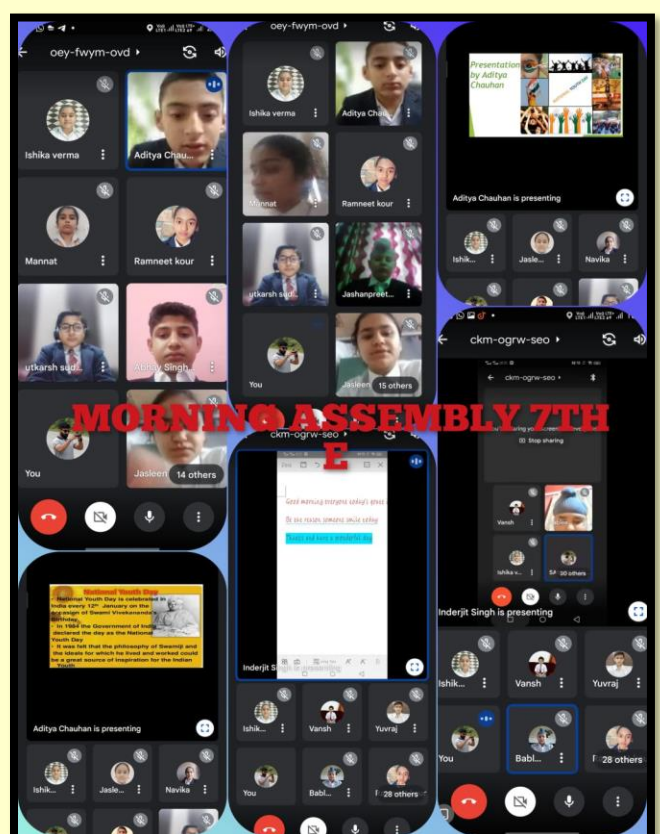 oey-fwym-ovd
Ishika verma
Aditya Chau...
Mannat
Ramneet kour
utkarsh sud...
Abhay Singh...
You
Jasleen
14 others
oey-fwym-ovd
Ishika verma
Aditya Chau...
Mannat
Ramneet kour
utkarsh sud...
Jashanpreet...
You
Jasleen
15 others
Presentation
by Aditya
Chauhan
Aditya Chauhan is presenting
Ishik...
Jasle...
Navika
MORNING ASSEMBLY 7TH
E
National Youth Day
National Youth Day is celebrated in
India every 12th January on the
occasion of Swami Vivekananda's
Birthday
In 1984 the Government of India
declared the day as the National
Youth Day
It was felt that the philosophy of Swamiji and
the ideals for which he lived and worked could
be a great source of inspiration for the Indian
Youth
Aditya Chauhan is presenting
Ishik...
Jasle...
Navika
ckm-ogrw-seo
Good morning everyone today's
Be the reason someone smile today
Thanks and have a wonderful day
Inderjit Singh is presenting
Ishik...
Vansh
Yuvraj
You
Babl...
28 others
ckm-ogrw-seo
ckm-ogrw-seo
Stop sharing
Vansh
Ishika v...
30 others
Inderjit Singh is presenting
Ishik...
Vansh
Yuvraj
You
Babl...
28 others